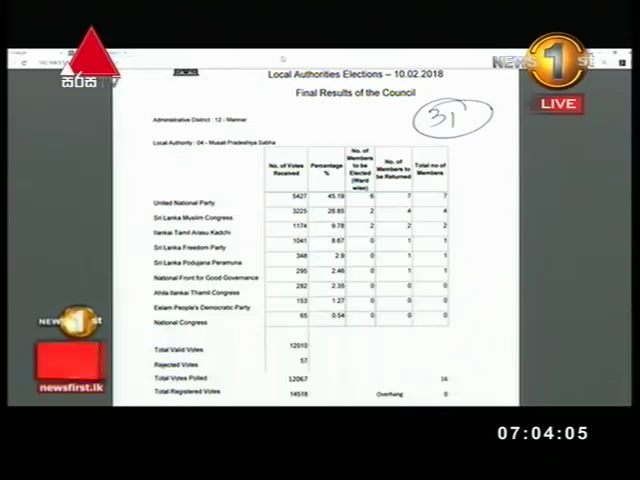 සිරස TV
NEWS 1st
LIVE
Local Authorities Elections – 10.02.2018
Final Results of the Council
31
Administrative District : 12 - Mannar
Local Authority : 04 - Musali Pradeshiya Sabha
No. of Votes Received Percentage % No. of Members to be Elected (Ward wise) No. of Members to be Returned Total no of Members
United National Party 5427 45.19 6 7 7
Sri Lanka Muslim Congress 3225 26.85 2 4 4
Ilankai Tamil Arasu Kadchi 1174 9.78 2 2 2
Sri Lanka Freedom Party 1041 8.67 0 1 1
Sri Lanka Podujana Peramuna 348 2.9 0 1 1
National Front for Good Governance 295 2.46 0 1 1
Ahila Ilankai Thamil Congress 282 2.35 0 0 0
Eelam People's Democratic Party 153 1.27 0 0 0
National Congress 65 0.54 0 0 0
Total Valid Votes 12010
Rejected Votes 57
Total Votes Polled 12067 16
Total Registered Votes 14518 Overhang 0
NEWS 1st
newsfirst.lk
07:04:05